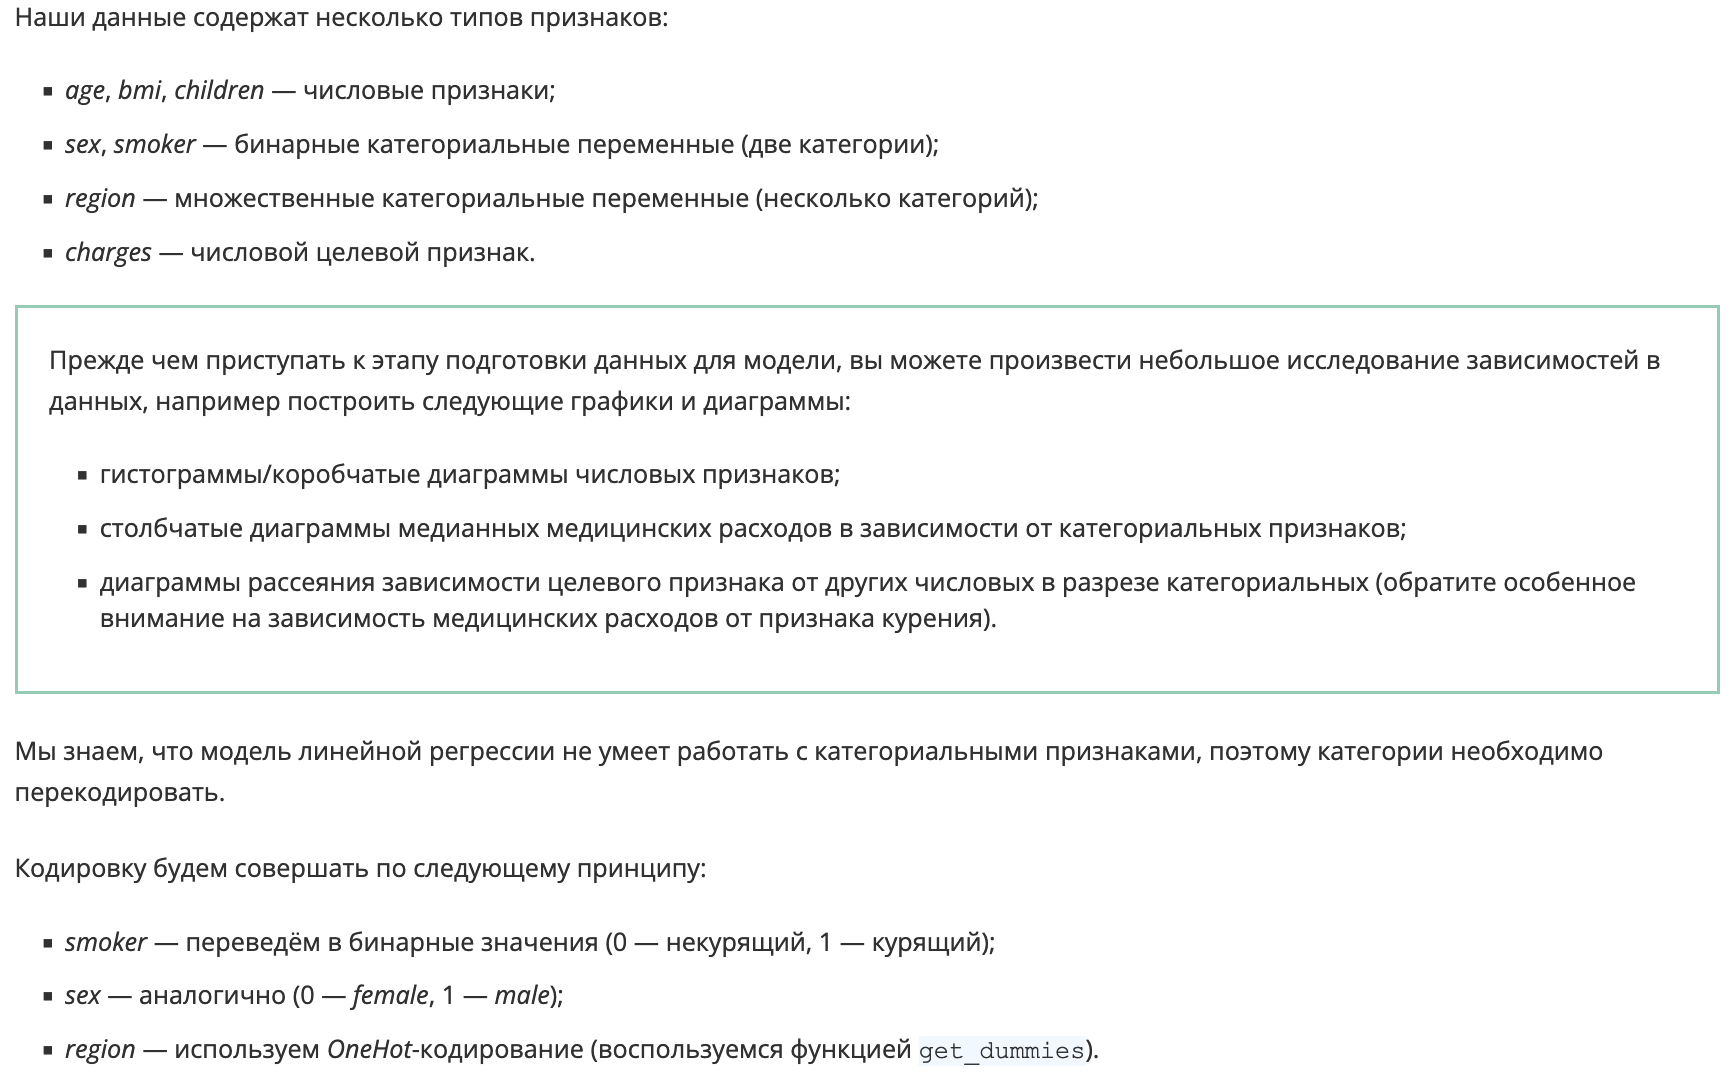 Наши данные содержат несколько типов признаков:
▪ age, bmi, children — числовые признаки;
▪ sex, smoker — бинарные категориальные переменные (две категории);
▪ region — множественные категориальные переменные (несколько категорий);
▪ charges — числовой целевой признак.
Прежде чем приступать к этапу подготовки данных для модели, вы можете произвести небольшое исследование зависимостей в
данных, например построить следующие графики и диаграммы:
▪ гистограммы/коробчатые диаграммы числовых признаков;
▪ столбчатые диаграммы медианных медицинских расходов в зависимости от категориальных признаков;
▪ диаграммы рассеяния зависимости целевого признака от других числовых в разрезе категориальных (обратите особенное
внимание на зависимость медицинских расходов от признака курения).
Мы знаем, что модель линейной регрессии не умеет работать с категориальными признаками, поэтому категории необходимо
перекодировать.
Кодировку будем совершать по следующему принципу:
▪ smoker — переведём в бинарные значения (0 — некурящий, 1 — курящий);
▪ sex — аналогично (0 — female, 1 — male);
▪ region — используем OneHot-кодирование (воспользуемся функцией get_dummies).